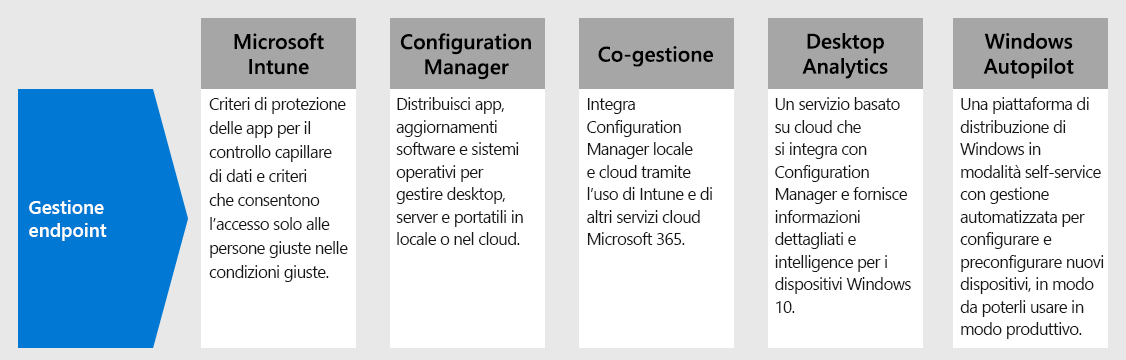 Gestione
endpoint
Microsoft
Intune
Criteri di protezione
delle app per il
controllo capillare
di dati e criteri
che consentono
l’accesso solo alle
persone giuste nelle
condizioni giuste.
Configuration
Manager
Distribuisci app,
aggiornamenti
software e sistemi
operativi per
gestire desktop,
server e portatili in
locale o nel cloud.
Co-gestione
Integra
Configuration
Manager locale
e cloud tramite
l’uso di Intune e di
altri servizi cloud
Microsoft 365.
Desktop
Analytics
Un servizio basato
su cloud che
si integra con
Configuration
Manager e fornisce
informazioni
dettagliati e
intelligence per i
dispositivi Windows
10.
Windows
Autopilot
Una piattaforma di
distribuzione di
Windows in
modalità self-service
con gestione
automatizzata per
configurare e
preconfigurare nuovi
dispositivi, in modo
da poterli usare in
modo produttivo.